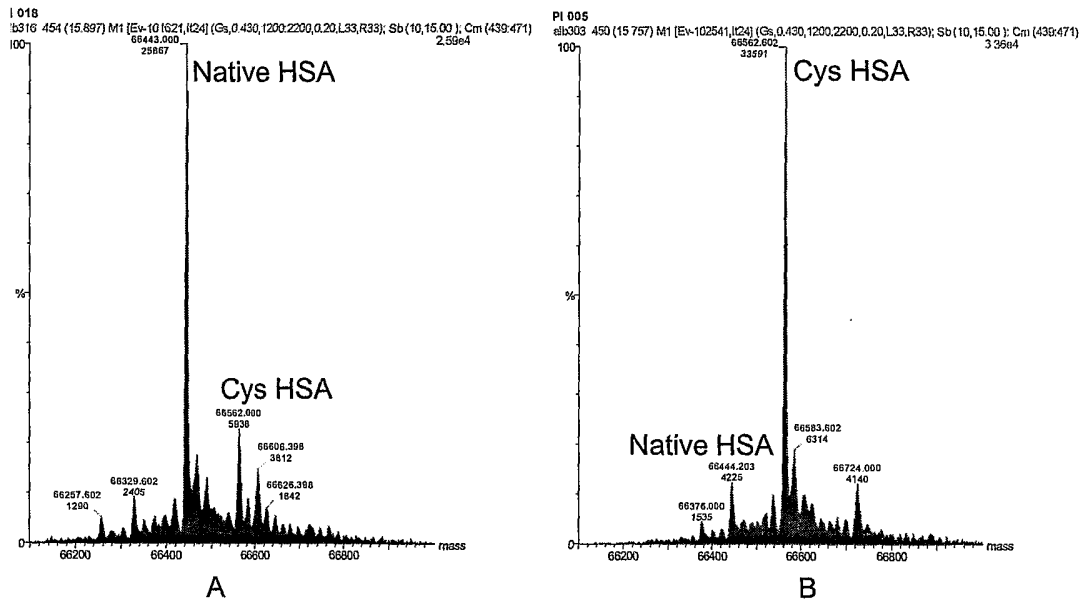 018
316 454 (15.897) M1 [Ev-101621,It24] (Gs,0.430,1200:2200,0.20,L33,R33); Sb (10,15.00 ); Cm (439:471)
2.59e4
100
66443.000
25867
Native HSA
%
Cys HSA
66562.000
5938
66606.398
3812
66626.398
1842
66329.602
2405
66257.602
1290
0
66200
66400
66600
66800
mass
A
PI 005
450 (15 757) M1 [Ev-102541,It24] (Gs,0.430,1200:2200,0.20,L33,R33); Sb (10,15.00 ); Cm (439:471)
3 36e4
100
66562.602
33591
Cys HSA
%
Native HSA
66583.602
6314
66444.203
4225
66724.000
4140
66376.000
1535
0
66200
66400
66600
66800
mass
B